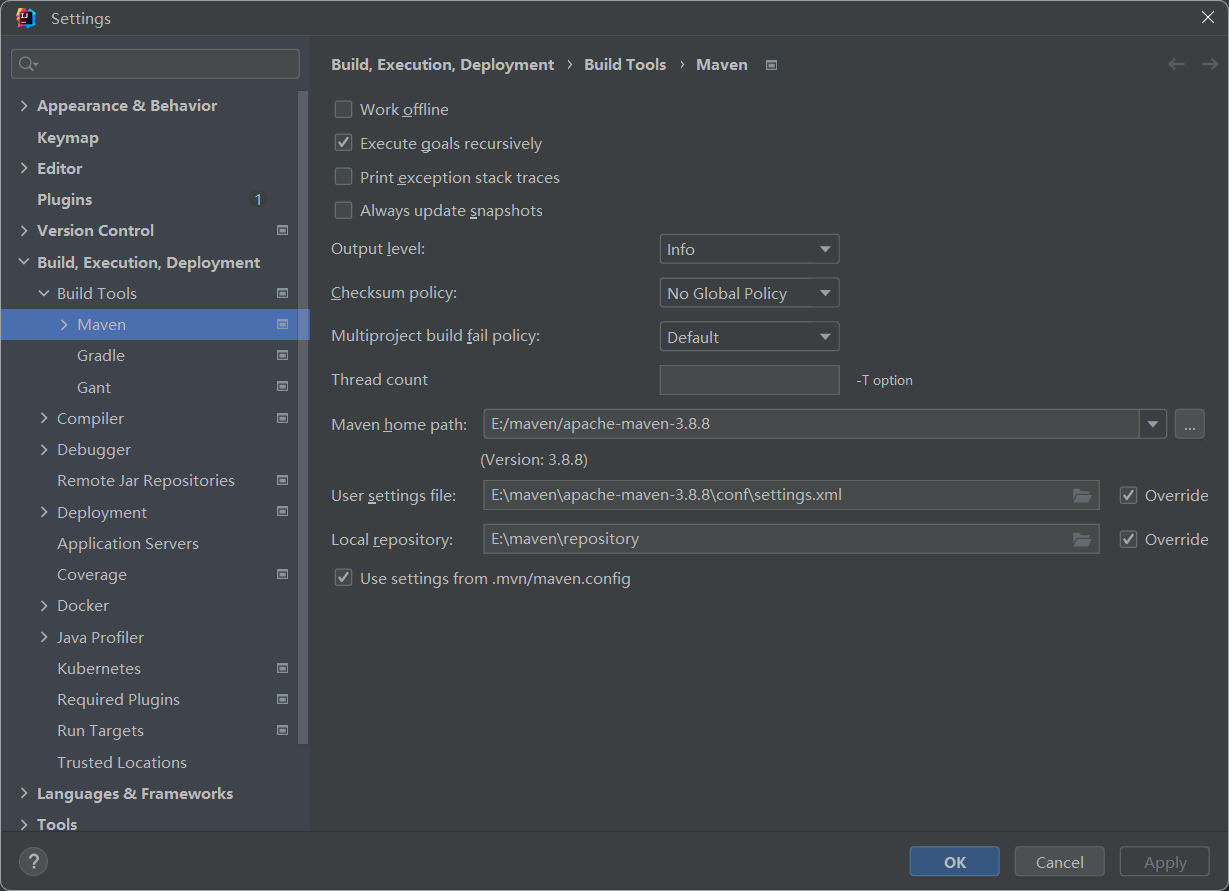 Settings
Build, Execution, Deployment › Build Tools › Maven
Appearance & Behavior
Keymap
Editor
Plugins 1
Version Control
Build, Execution, Deployment
Build Tools
Maven
Gradle
Gant
Compiler
Debugger
Remote Jar Repositories
Deployment
Application Servers
Coverage
Docker
Java Profiler
Kubernetes
Required Plugins
Run Targets
Trusted Locations
Languages & Frameworks
Tools
Work offline
Execute goals recursively
Print exception stack traces
Always update snapshots
Output level: Info
Checksum policy: No Global Policy
Multiproject build fail policy: Default
Thread count -T option
Maven home path: E:/maven/apache-maven-3.8.8 ...
(Version: 3.8.8)
User settings file: E:\maven\apache-maven-3.8.8\conf\settings.xml Override
Local repository: E:\maven\repository Override
Use settings from .mvn/maven.config
? OK Cancel Apply